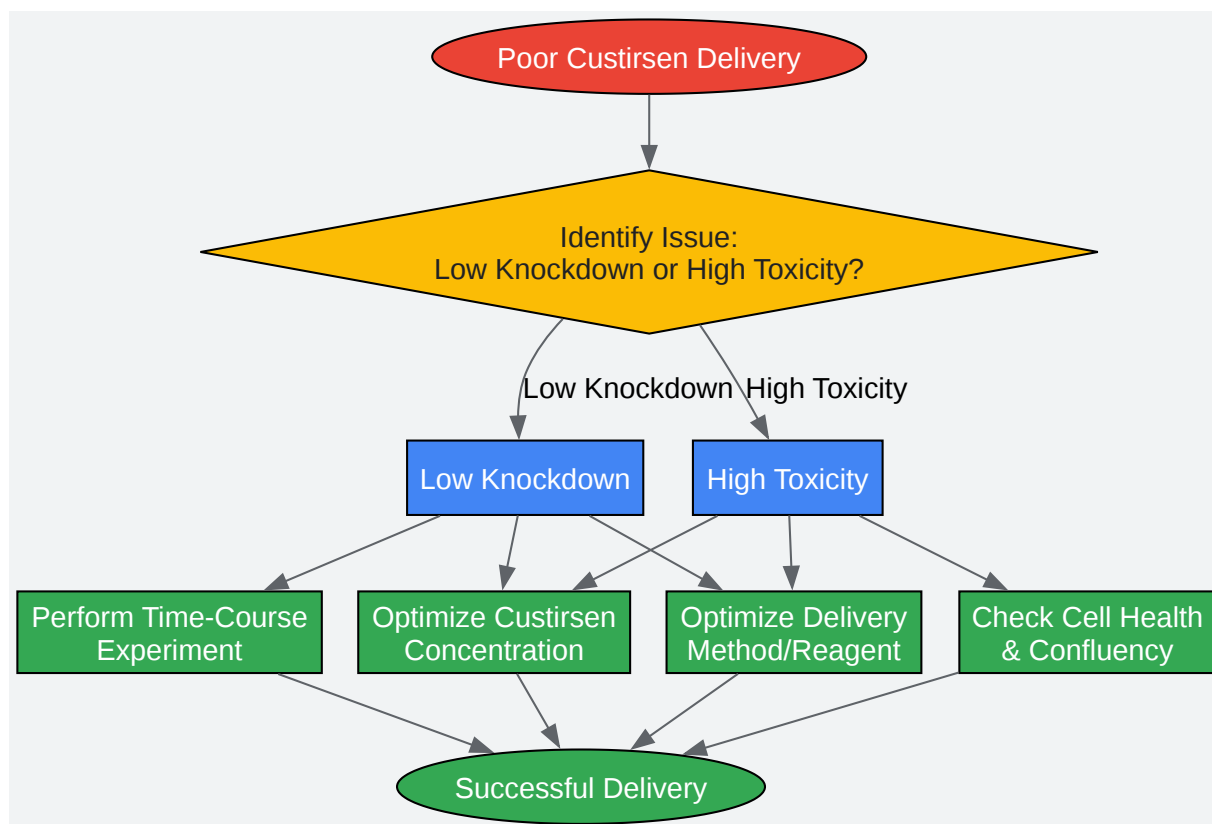 Poor Custirsen Delivery
Identify Issue:
Low Knockdown or High Toxicity?
Low Knockdown
High Toxicity
Low Knockdown
High Toxicity
Perform Time-Course
Experiment
Optimize Custirsen
Concentration
Optimize Delivery
Method/Reagent
Check Cell Health
& Confluency
Successful Delivery